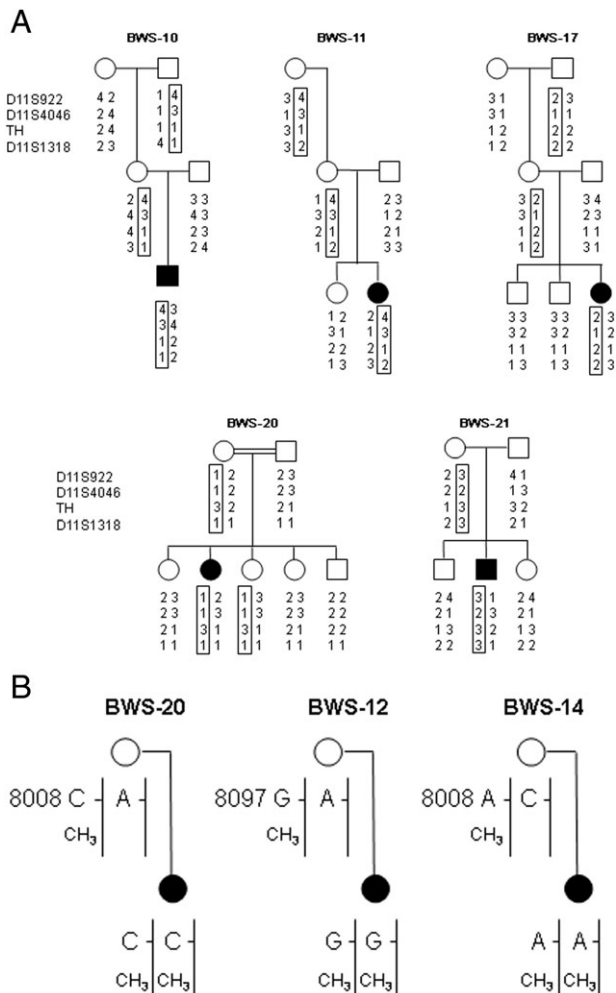 A
BWS-10 BWS-11 BWS-17
D11S922 4 2 1 4 3 4 3 1 2 3
D11S4046 2 4 1 3 1 3 3 1 1 1
TH 2 4 1 1 3 1 1 2 2 2
D11S1318 2 3 4 1 3 2 1 2 2 2
2 4 3 3 1 4 2 3 3 2 3 4
4 3 4 3 3 3 1 2 3 1 2 3
4 1 2 3 2 1 2 1 1 2 1 1
3 1 2 4 1 2 3 3 1 2 3 1
4 3 1 2 2 4 3 3 3 3 2 3
3 4 3 1 1 3 3 2 3 2 1 2
1 2 2 2 2 1 1 1 1 1 2 1
1 2 1 3 3 2 1 3 1 3 2 3
BWS-20 BWS-21
D11S922 1 2 2 3 2 3 4 1
D11S4046 1 2 2 3 2 2 1 3
TH 3 2 2 1 1 3 3 2
D11S1318 1 1 1 1 2 3 2 1
2 3 1 2 1 3 2 3 2 2 2 4 3 1 2 4
2 3 1 3 1 3 2 3 2 2 2 1 2 3 2 1
2 1 3 1 3 1 2 1 2 2 1 3 3 2 1 3
1 1 1 1 1 1 1 1 1 1 2 2 3 1 2 2
B
BWS-20 BWS-12 BWS-14
8008 C A 8097 G A 8008 A C
CH3 CH3 CH3
C C G G A A
CH3 CH3 CH3 CH3 CH3 CH3